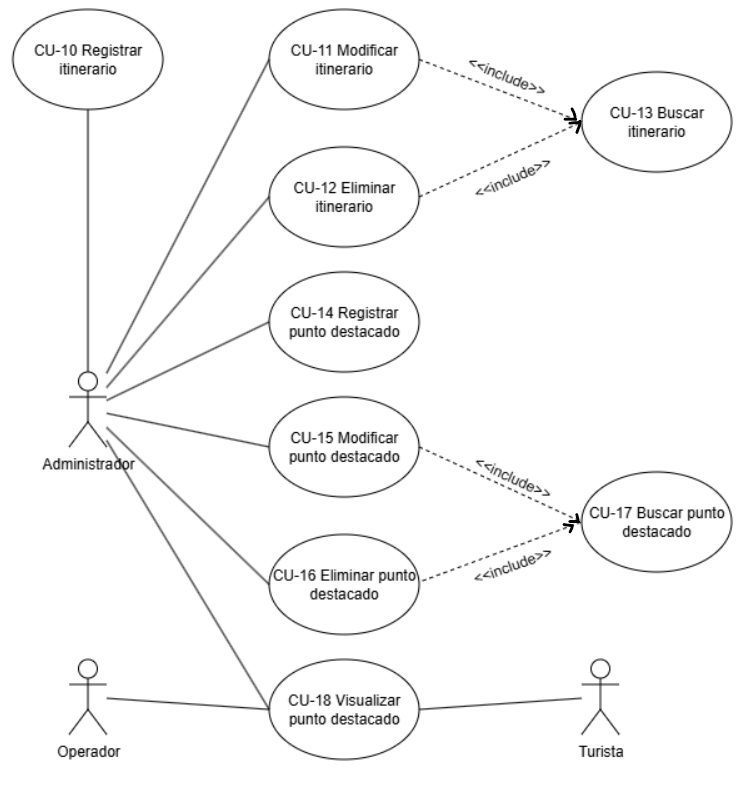 CU-10 Registrar
itinerario
CU-11 Modificar
itinerario
<<include>>
CU-13 Buscar
itinerario
CU-12 Eliminar
itinerario
<<include>>
CU-14 Registrar
punto destacado
CU-15 Modificar
punto destacado
Administrador
<<include>>
CU-17 Buscar punto
destacado
CU-16 Eliminar punto
destacado
<<include>>
CU-18 Visualizar
punto destacado
Operador
Turista